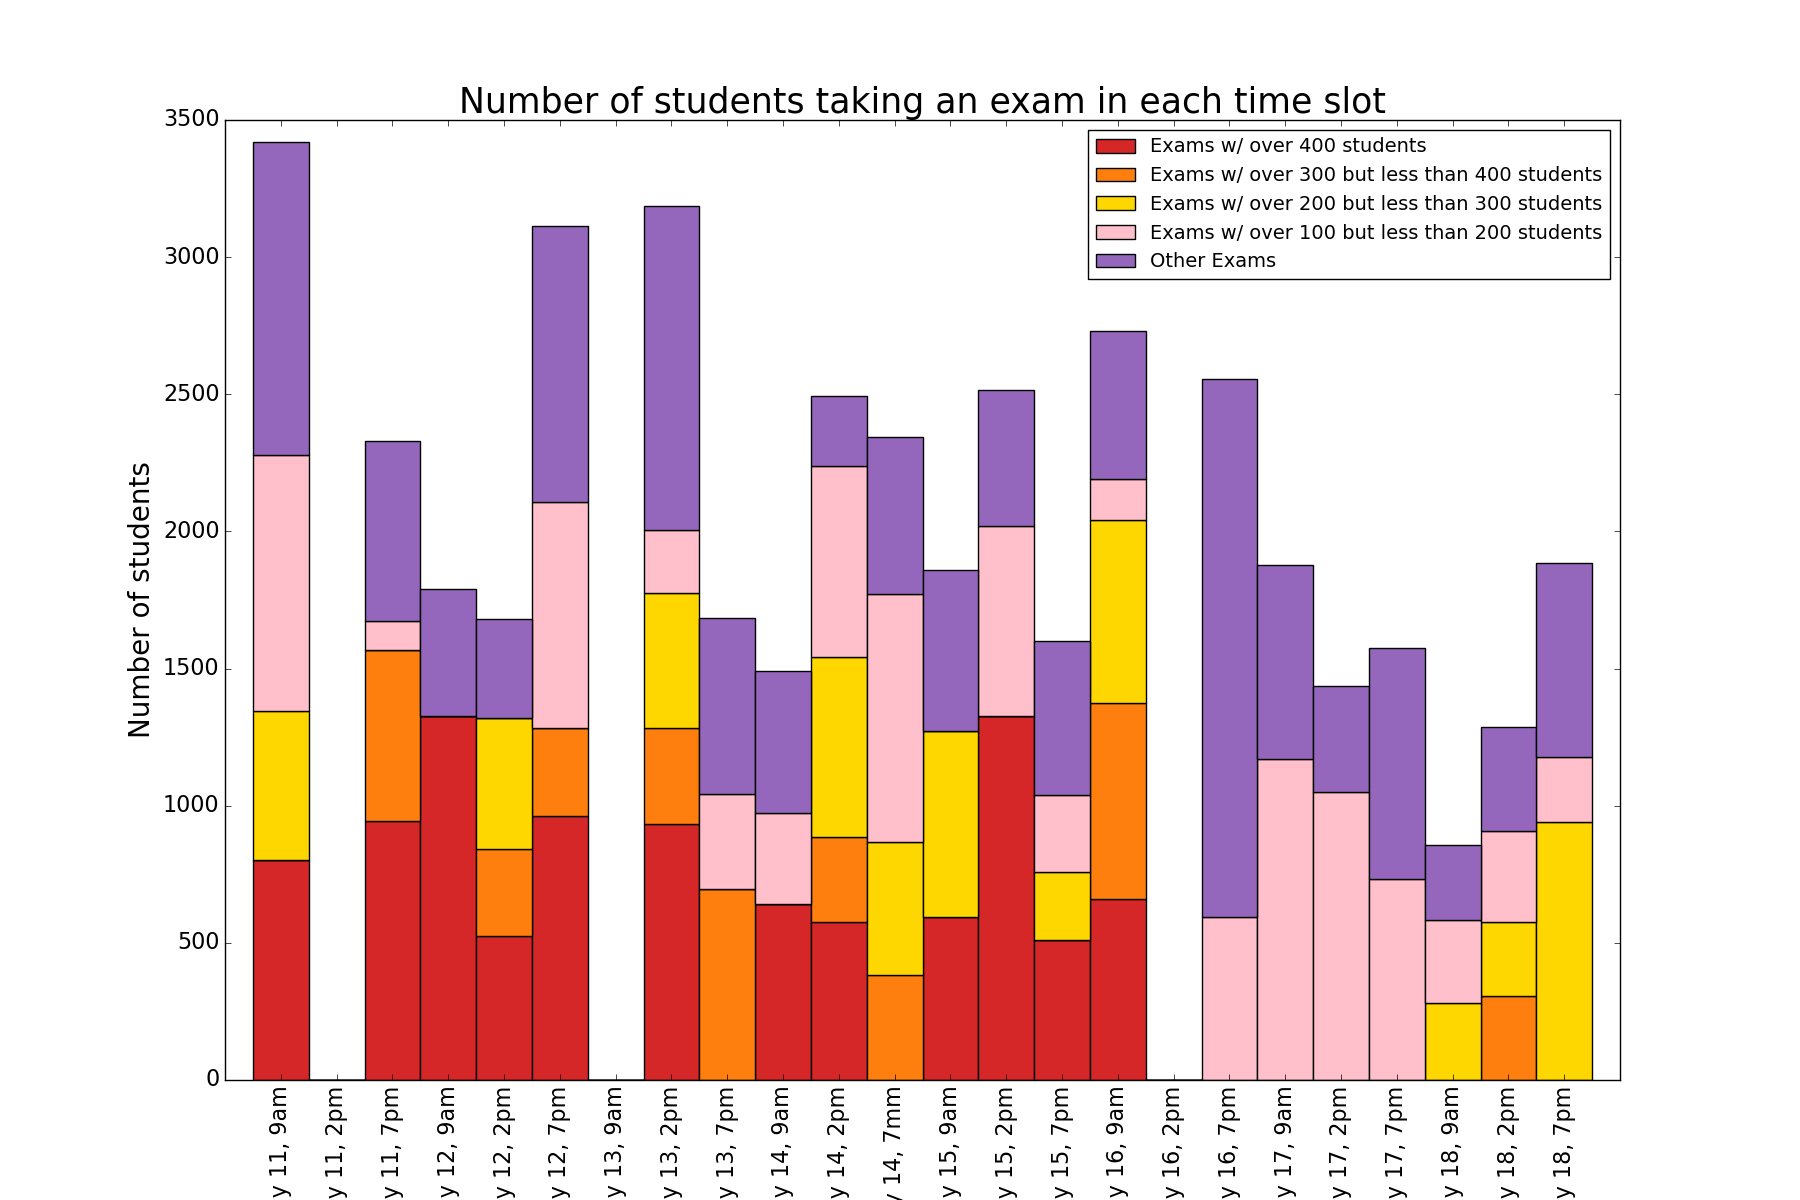 Number of students taking an exam in each time slot
Exams w/ over 400 students
Exams w/ over 300 but less than 400 students
Exams w/ over 200 but less than 300 students
Exams w/ over 100 but less than 200 students
Other Exams
Number of students
3500
3000
2500
2000
1500
1000
500
0
y 11, 9am
y 11, 2pm
y 11, 7pm
y 12, 9am
y 12, 2pm
y 12, 7pm
y 13, 9am
y 13, 2pm
y 13, 7pm
y 14, 9am
y 14, 2pm
y 14, 7mm
y 15, 9am
y 15, 2pm
y 15, 7pm
y 16, 9am
y 16, 2pm
y 16, 7pm
y 17, 9am
y 17, 2pm
y 17, 7pm
y 18, 9am
y 18, 2pm
y 18, 7pm